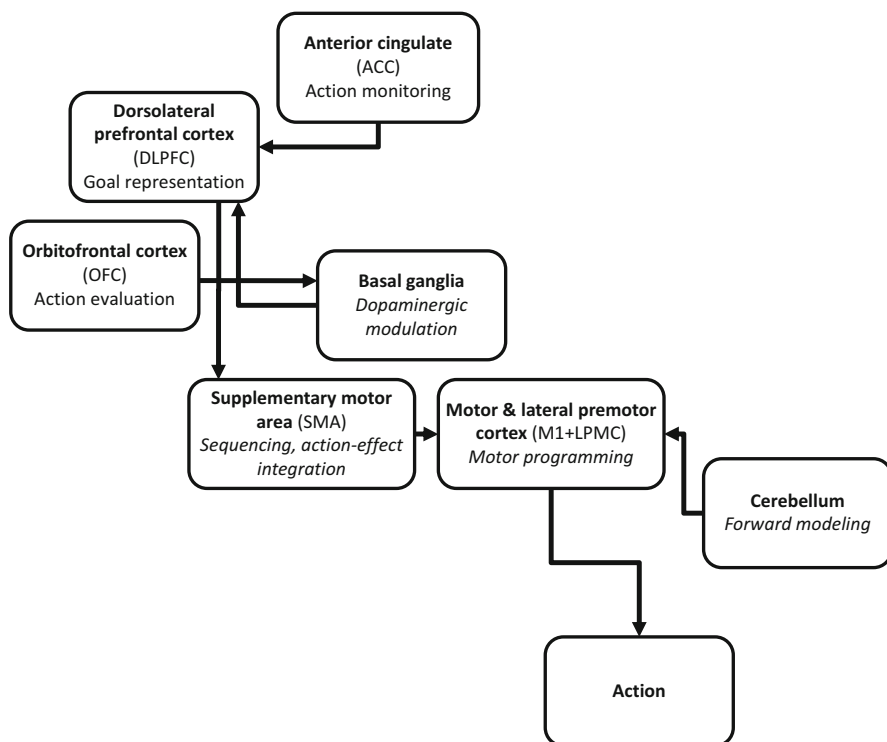 Anterior cingulate
(ACC)
Action monitoring
Dorsolateral
prefrontal cortex
(DLPFC)
Goal representation
Orbitofrontal cortex
(OFC)
Action evaluation
Basal ganglia
Dopaminergic
modulation
Supplementary motor
area (SMA)
Sequencing, action-effect
integration
Motor & lateral premotor
cortex (M1+LPMC)
Motor programming
Cerebellum
Forward modeling
Action